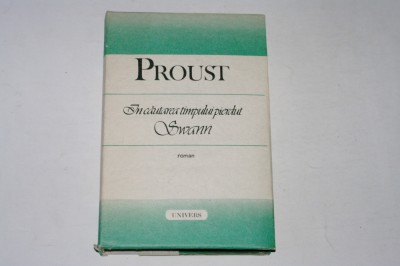 PROUST
În căutarea timpului pierdut
Swann
roman
UNIVERS